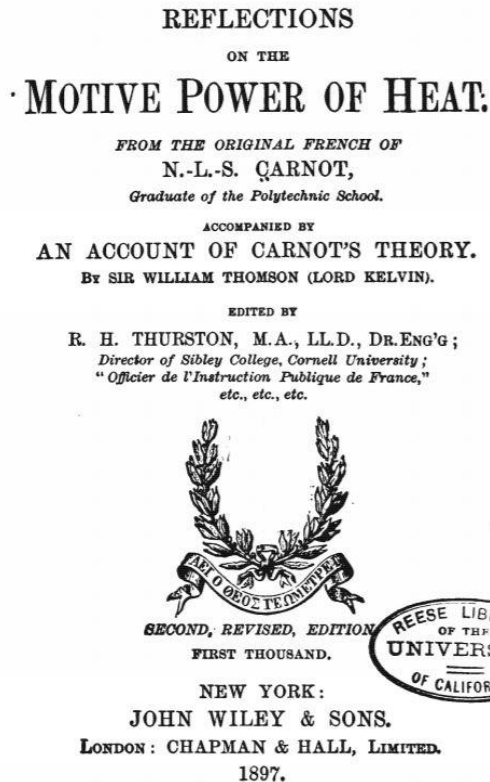 REFLECTIONS
ON THE
MOTIVE POWER OF HEAT.
FROM THE ORIGINAL FRENCH OF
N.-L.-S. CARNOT,
Graduate of the Polytechnic School.
ACCOMPANIED BY
AN ACCOUNT OF CARNOT'S THEORY.
BY SIR WILLIAM THOMSON (LORD KELVIN).
EDITED BY
R. H. THURSTON, M.A., LL.D., DR.ENG'G;
Director of Sibley College, Cornell University;
"Officier de l'Instruction Publique de France,"
etc., etc., etc.
ΑΕΙ Ο ΘΕΟΣ ΓΕΩΜΕΤΡΕΙ
SECOND, REVISED, EDITION
FIRST THOUSAND.
REESE LIB
OF THE
UNIVERS
OF CALIFOR
NEW YORK:
JOHN WILEY & SONS.
LONDON: CHAPMAN & HALL, LIMITED.
1897.